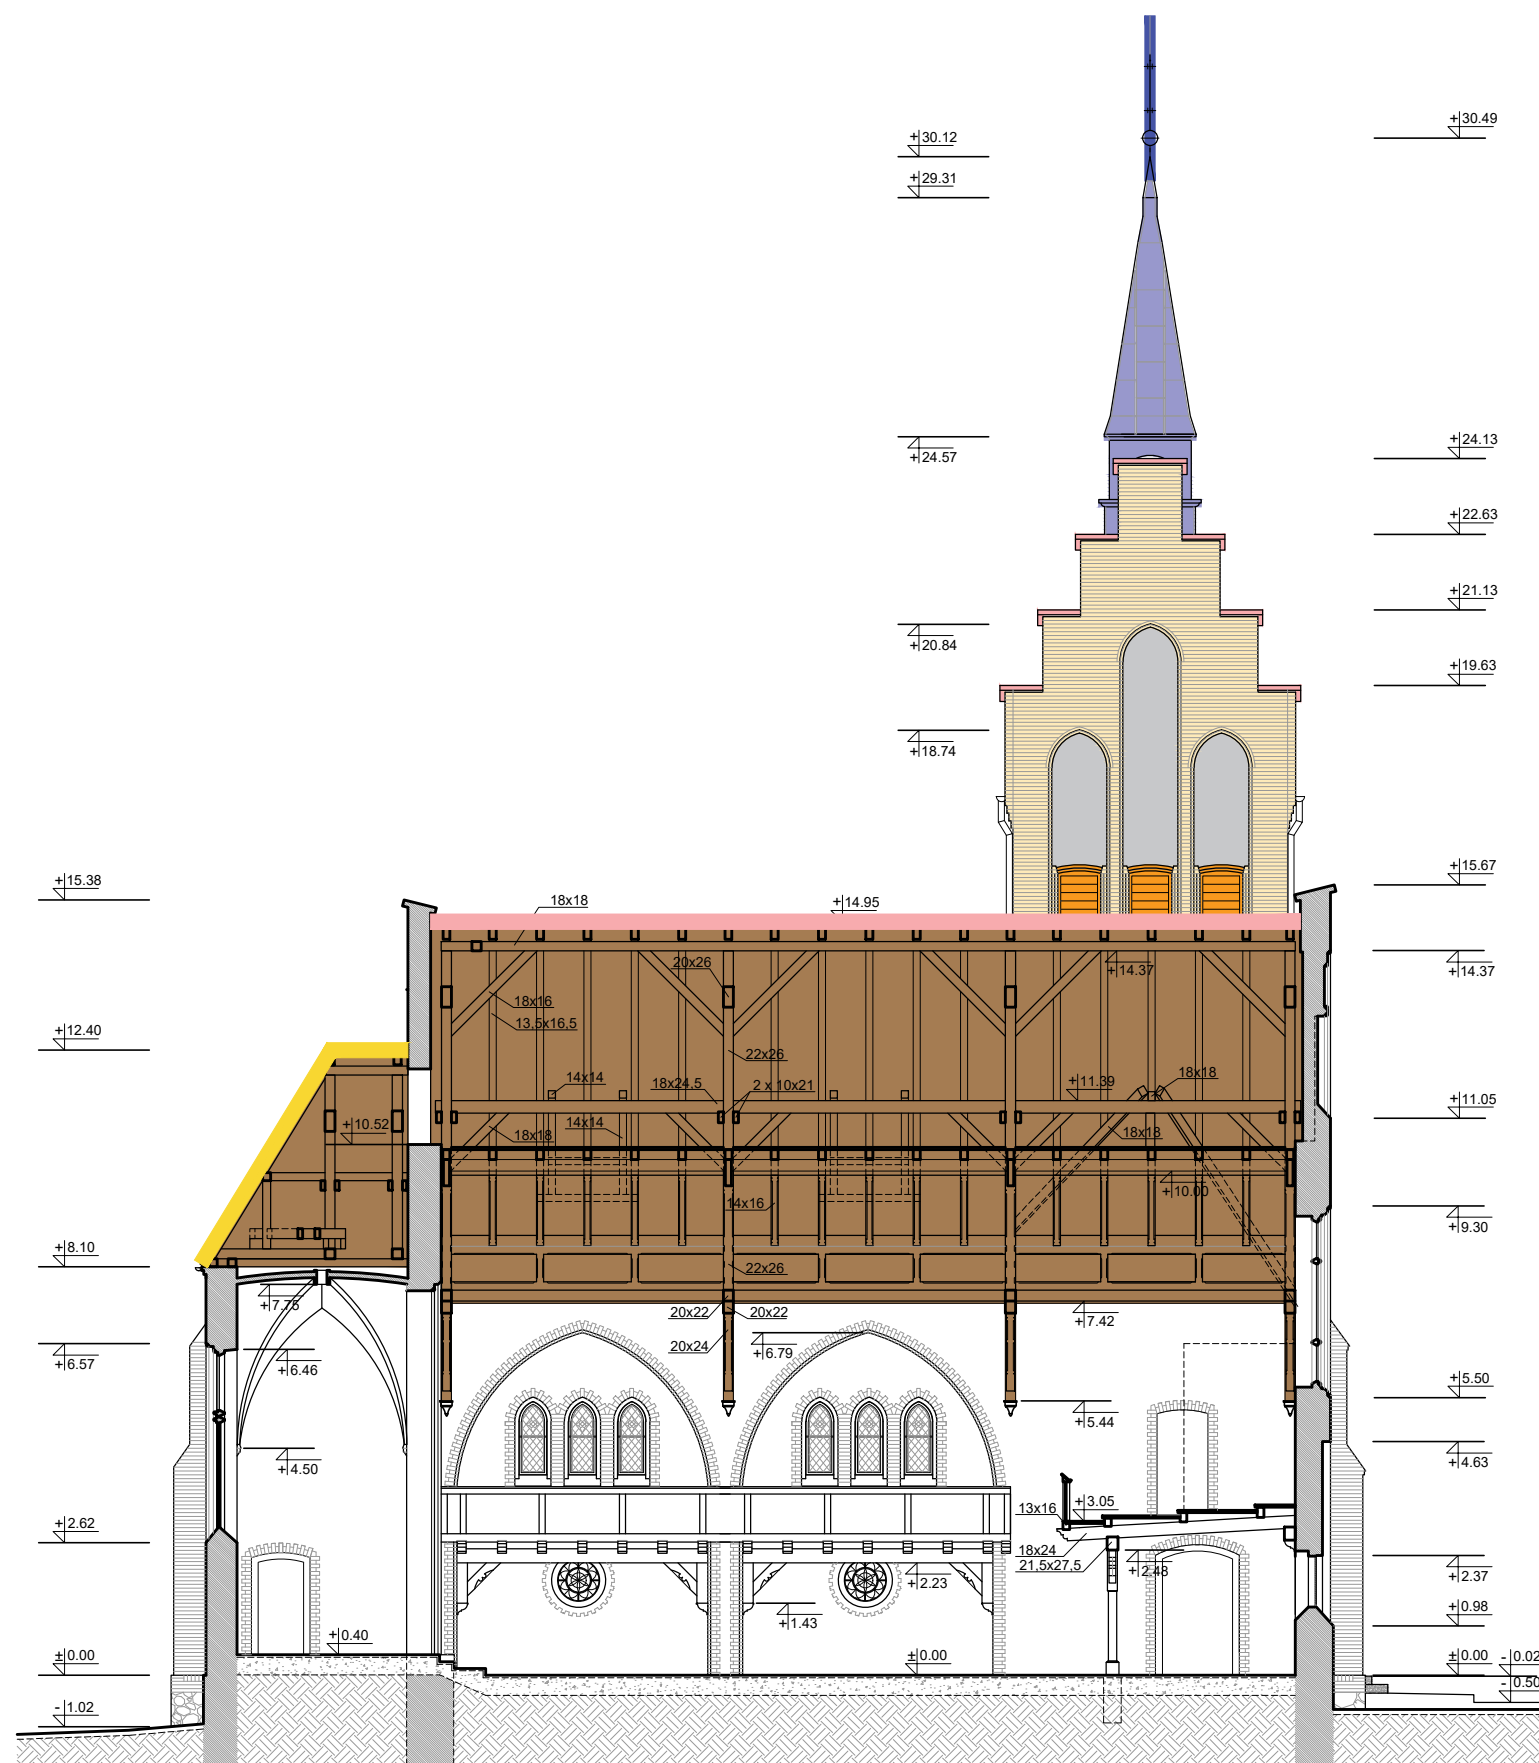 +30.12
+30.49
+29.31
+24.57
+24.13
+22.63
+21.13
+20.84
+19.63
+18.74
+15.38
+15.67
18x18
+14.95
20x26
+14.37
+14.37
18x16
13,5x16,5
+12.40
22x26
14x14
18x24.5
2 x 10x21
+11.39
18x18
+11.05
+10.52
18x18
14x14
18x18
+10.00
14x16
+9.30
+8.10
22x26
+7.75
20x22
20x22
+7.42
+6.57
20x24
+6.79
+6.46
+5.50
+5.44
+4.50
+4.63
+2.62
13x16
+3.05
18x24
21,5x27,5
+2.48
+2.37
+2.23
+1.43
+0.98
+0.40
±0.00
±0.00
±0.00
-0.02
-0.50
-1.02